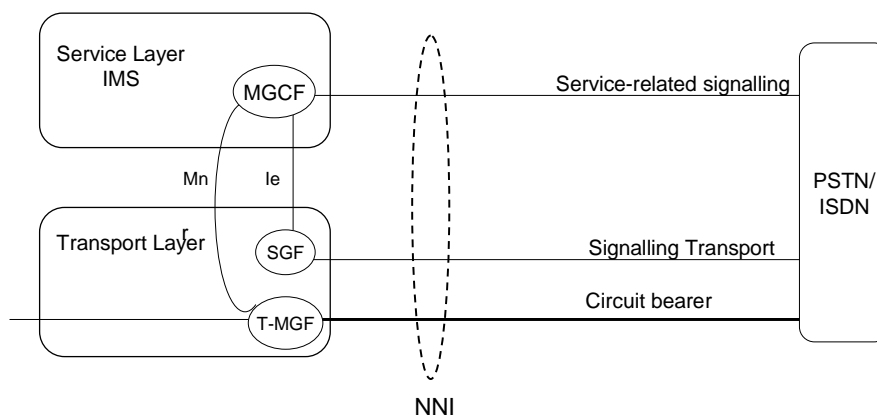 Service Layer
IMS
MGCF
Service-related signalling
Mn
Ie
PSTN/
ISDN
Transport Layer
r
SGF
Signalling Transport
Circuit bearer
T-MGF
NNI